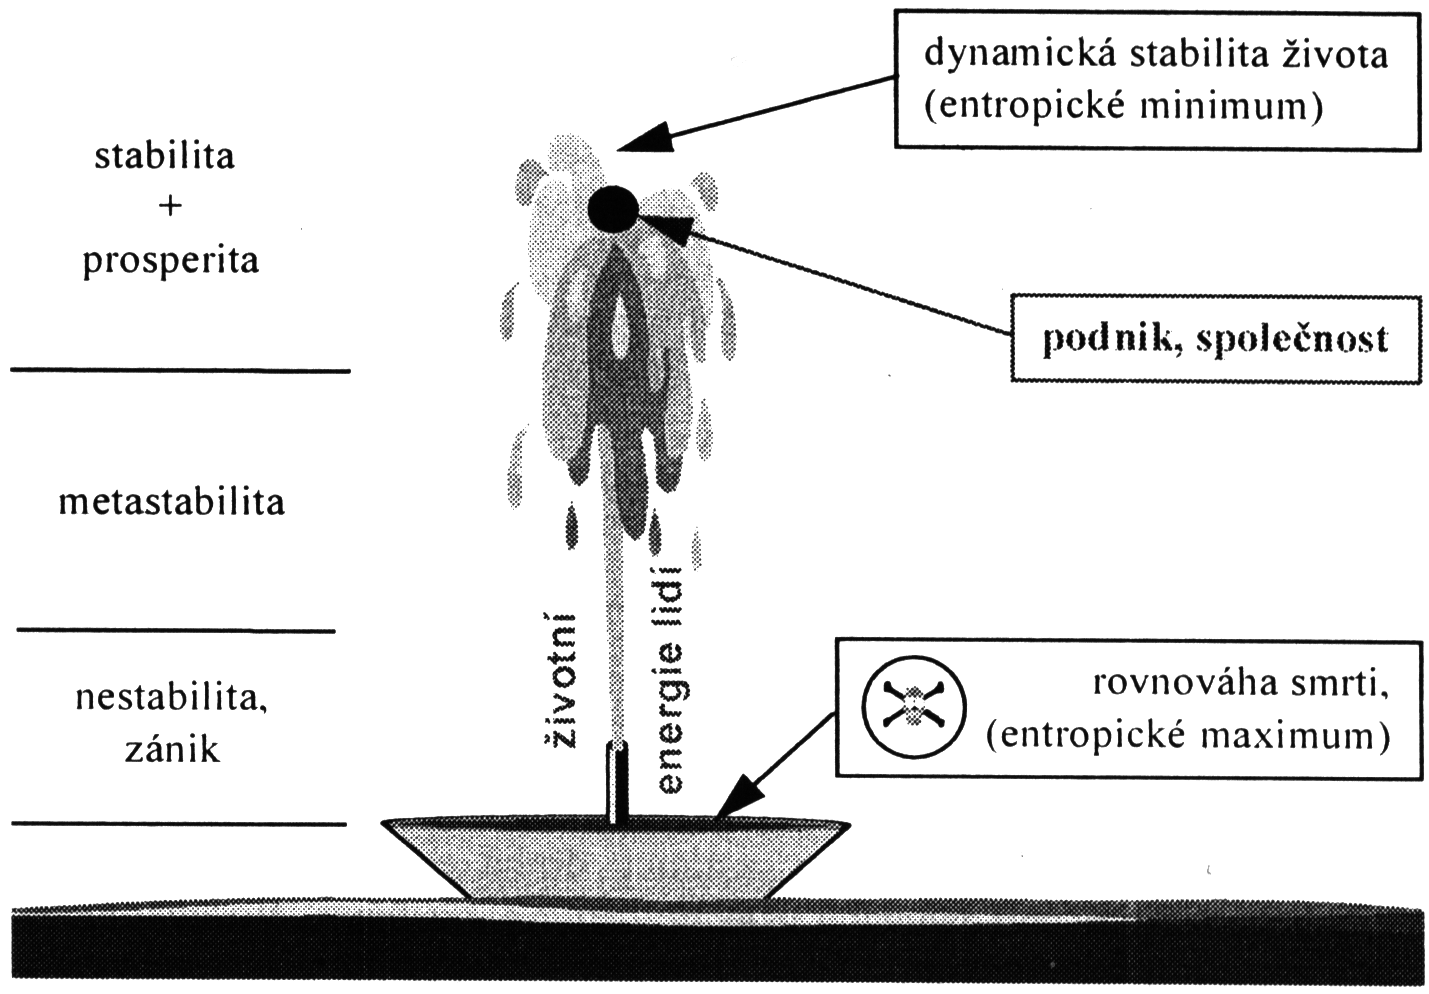 dynamická stabilita života
(entropické minimum)
stabilita
+
prosperita
podnik, společnost
metastabilita
životní
energie lidí
nestabilita,
zánik
rovnováha smrti,
(entropické maximum)